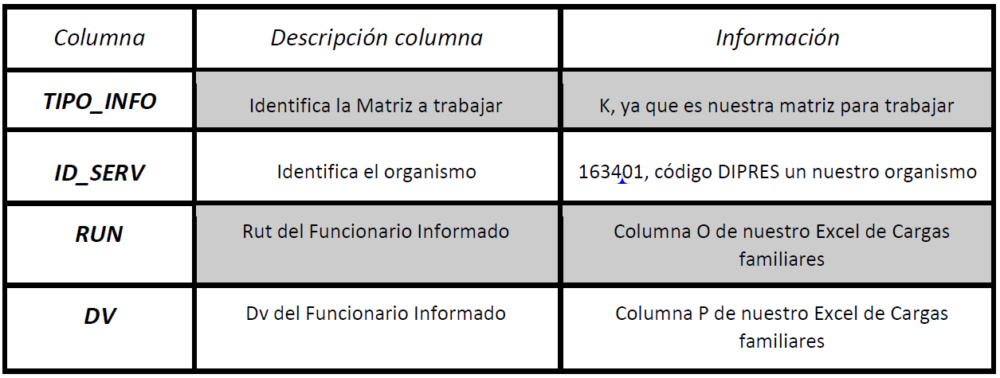 Columna Descripción columna Información
TIPO_INFO Identifica la Matriz a trabajar K, ya que es nuestra matriz para trabajar
ID_SERV Identifica el organismo 163401, código DIPRES un nuestro organismo
RUN Rut del Funcionario Informado Columna O de nuestro Excel de Cargas
familiares
DV Dv del Funcionario Informado Columna P de nuestro Excel de Cargas
familiares